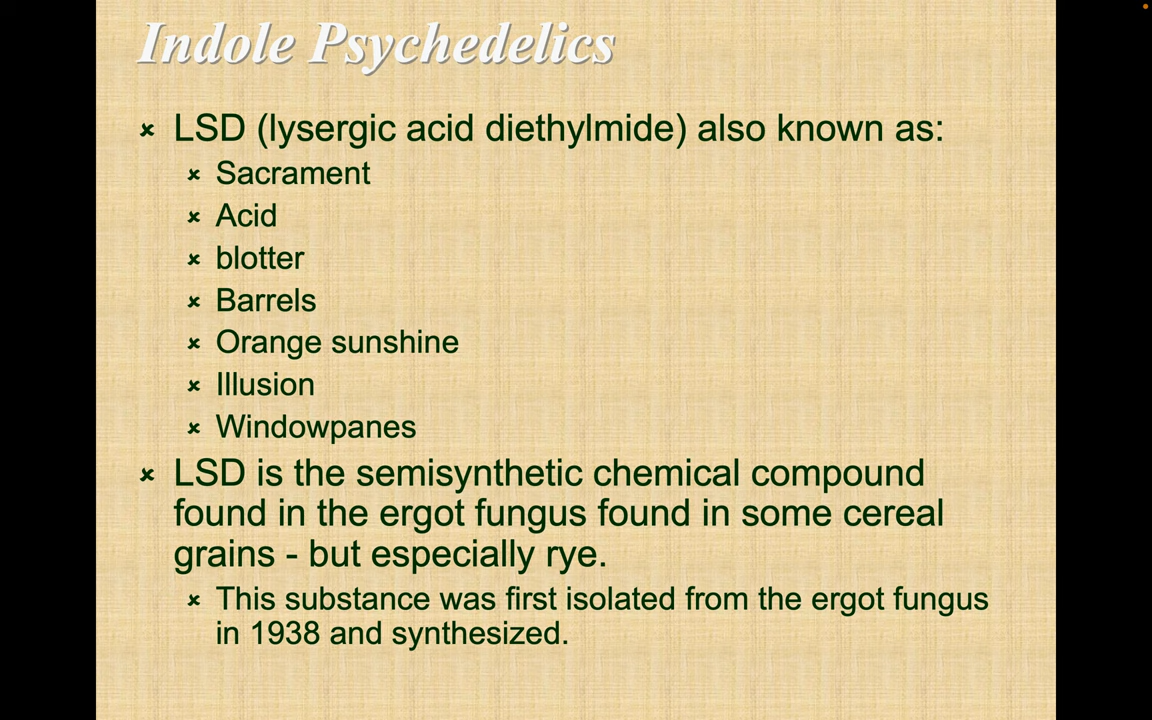 Indole Psychedelics
LSD (lysergic acid diethylmide) also known as:
Sacrament
Acid
blotter
Barrels
Orange sunshine
Illusion
Windowpanes
LSD is the semisynthetic chemical compound
found in the ergot fungus found in some cereal
grains - but especially rye.
This substance was first isolated from the ergot fungus
in 1938 and synthesized.